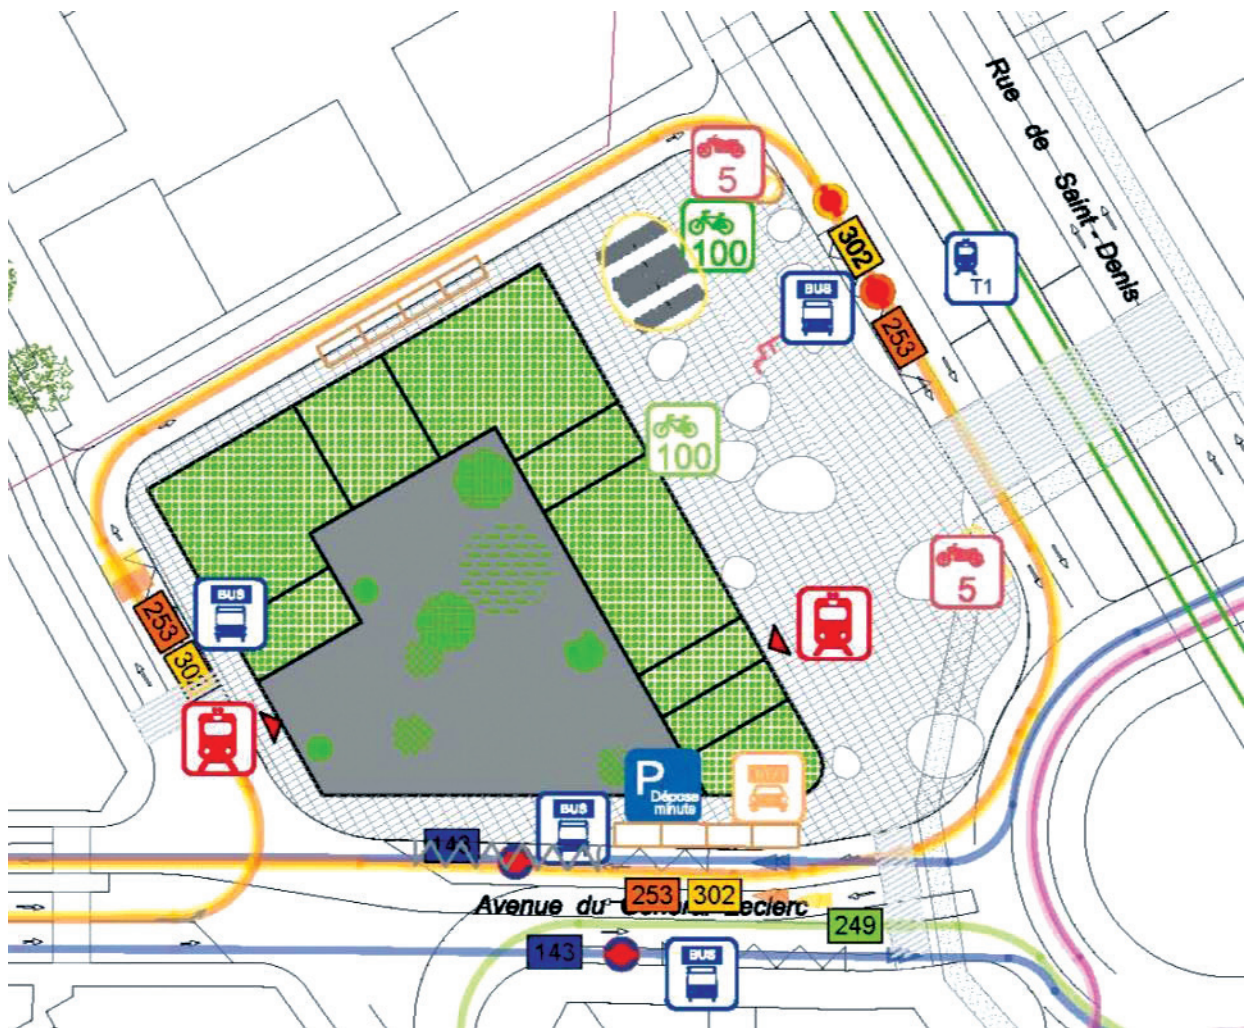 Rue de Saint-Denis
5
100
302
BUS
T1
253
100
5
253
BUS
P
Dépose
minute
BUS
143
253
302
Avenue du
Leclerc
249
143
BUS